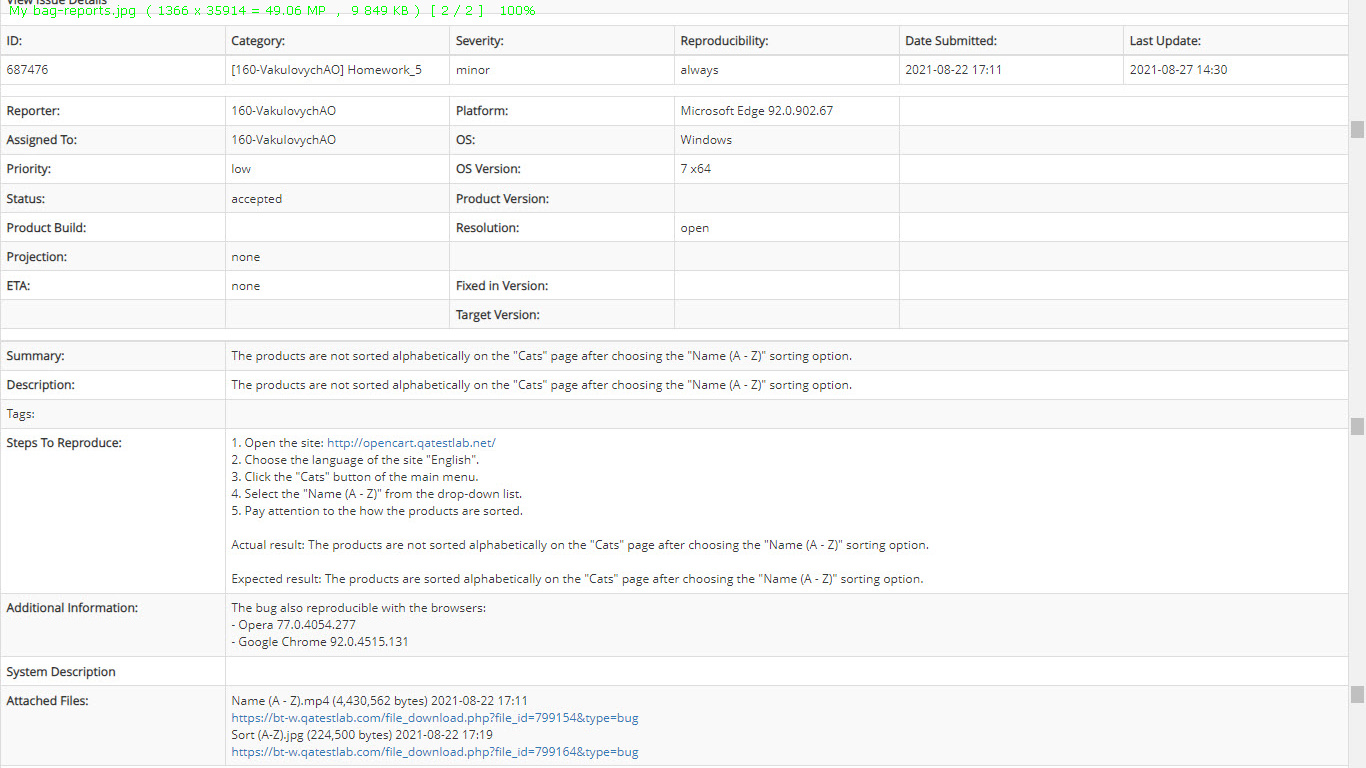 View Issue Details
My bag-reports.jpg ( 1366 x 35914 = 49.06 MP , 9 849 KB ) [ 2 / 2 ] 100%
ID: Category: Severity: Reproducibility: Date Submitted: Last Update:
687476 [160-VakulovychAO] Homework_5 minor always 2021-08-22 17:11 2021-08-27 14:30
Reporter: 160-VakulovychAO Platform: Microsoft Edge 92.0.902.67
Assigned To: 160-VakulovychAO OS: Windows
Priority: low OS Version: 7 x64
Status: accepted Product Version:
Product Build: Resolution: open
Projection: none
ETA: none Fixed in Version:
Target Version:
Summary: The products are not sorted alphabetically on the "Cats" page after choosing the "Name (A - Z)" sorting option.
Description: The products are not sorted alphabetically on the "Cats" page after choosing the "Name (A - Z)" sorting option.
Tags:
Steps To Reproduce: 1. Open the site: http://opencart.qatestlab.net/
2. Choose the language of the site "English".
3. Click the "Cats" button of the main menu.
4. Select the "Name (A - Z)" from the drop-down list.
5. Pay attention to the how the products are sorted.
Actual result: The products are not sorted alphabetically on the "Cats" page after choosing the "Name (A - Z)" sorting option.
Expected result: The products are sorted alphabetically on the "Cats" page after choosing the "Name (A - Z)" sorting option.
Additional Information: The bug also reproducible with the browsers:
- Opera 77.0.4054.277
- Google Chrome 92.0.4515.131
System Description
Attached Files: Name (A - Z).mp4 (4,430,562 bytes) 2021-08-22 17:11
https://bt-w.qatestlab.com/file_download.php?file_id=799154&type=bug
Sort (A-Z).jpg (224,500 bytes) 2021-08-22 17:19
https://bt-w.qatestlab.com/file_download.php?file_id=799164&type=bug